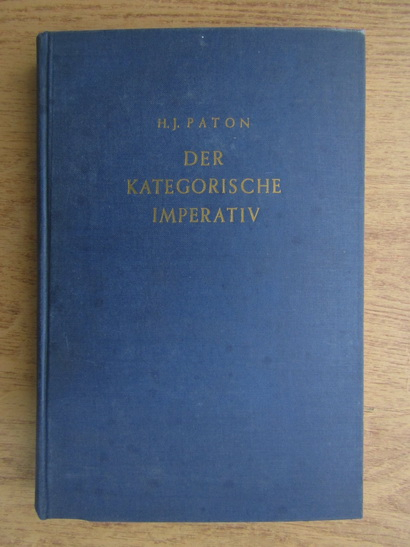 H. J. PATON
DER
KATEGORISCHE
IMPERATIV